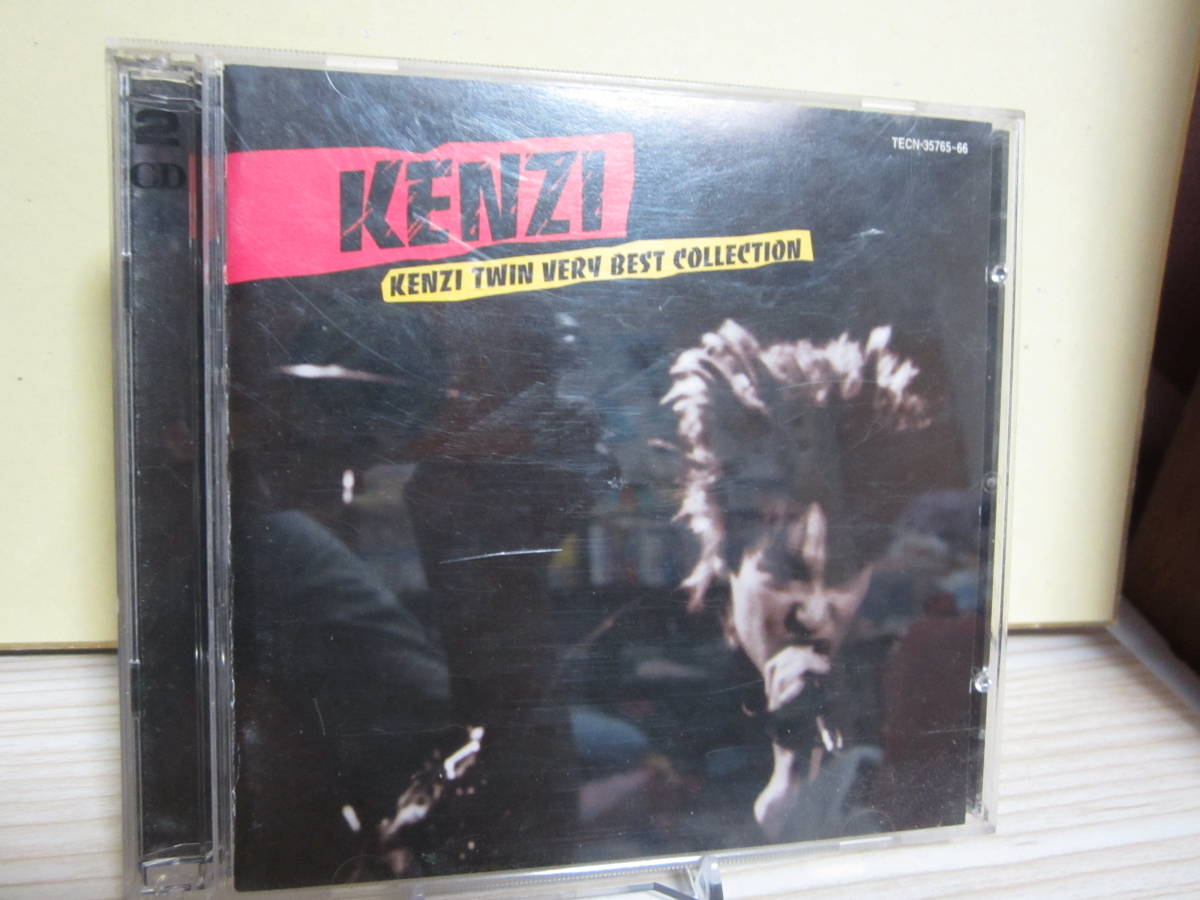 2
CD
KENZI
KENZI TWIN VERY BEST COLLECTION
TECN-35765~66